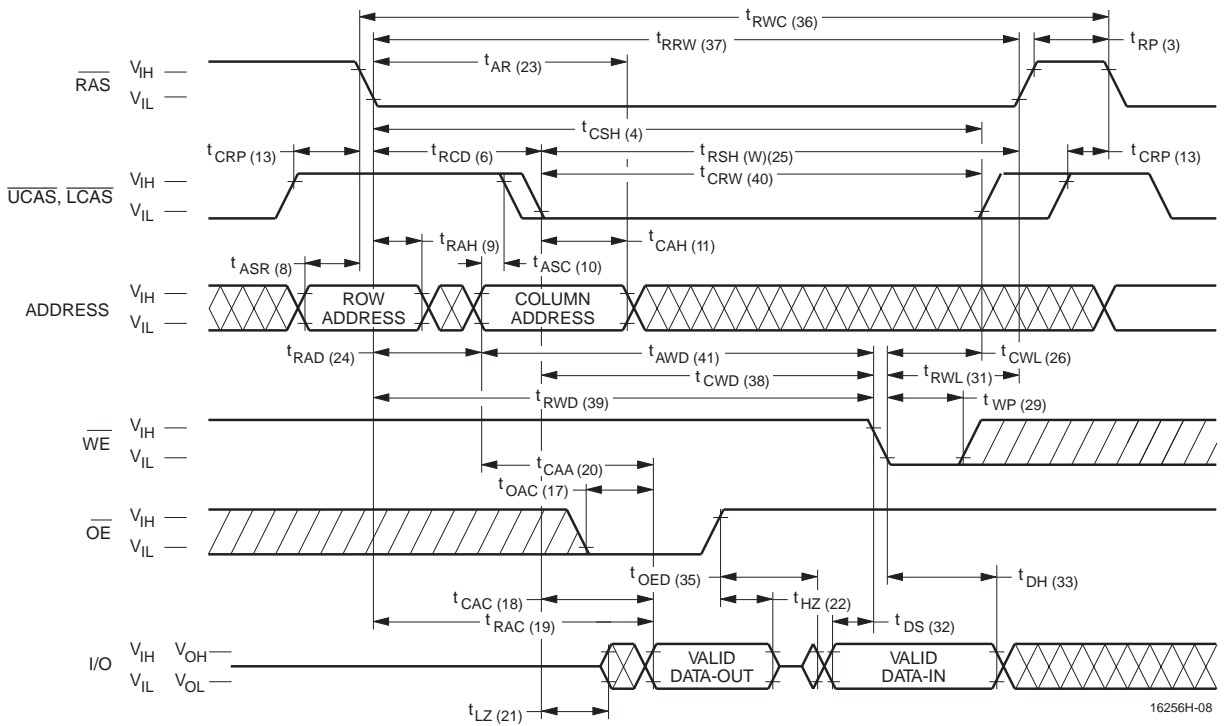 tRWC (36)
tRRW (37)
tRP (3)
tAR (23)
RAS
VIH
VIL
tCSH (4)
tCRP (13)
tRCD (6)
tRSH (W)(25)
tCRP (13)
tCRW (40)
UCAS, LCAS
VIH
VIL
tRAH (9)
tCAH (11)
tASR (8)
tASC (10)
ADDRESS
VIH
VIL
ROW
ADDRESS
COLUMN
ADDRESS
tRAD (24)
tAWD (41)
tCWL (26)
tCWD (38)
tRWL (31)
tRWD (39)
tWP (29)
WE
VIH
VIL
tCAA (20)
tOAC (17)
OE
VIH
VIL
tOED (35)
tDH (33)
tCAC (18)
tHZ (22)
tRAC (19)
tDS (32)
I/O
VIH VOH
VIL VOL
VALID
DATA-OUT
VALID
DATA-IN
tLZ (21)
16256H-08